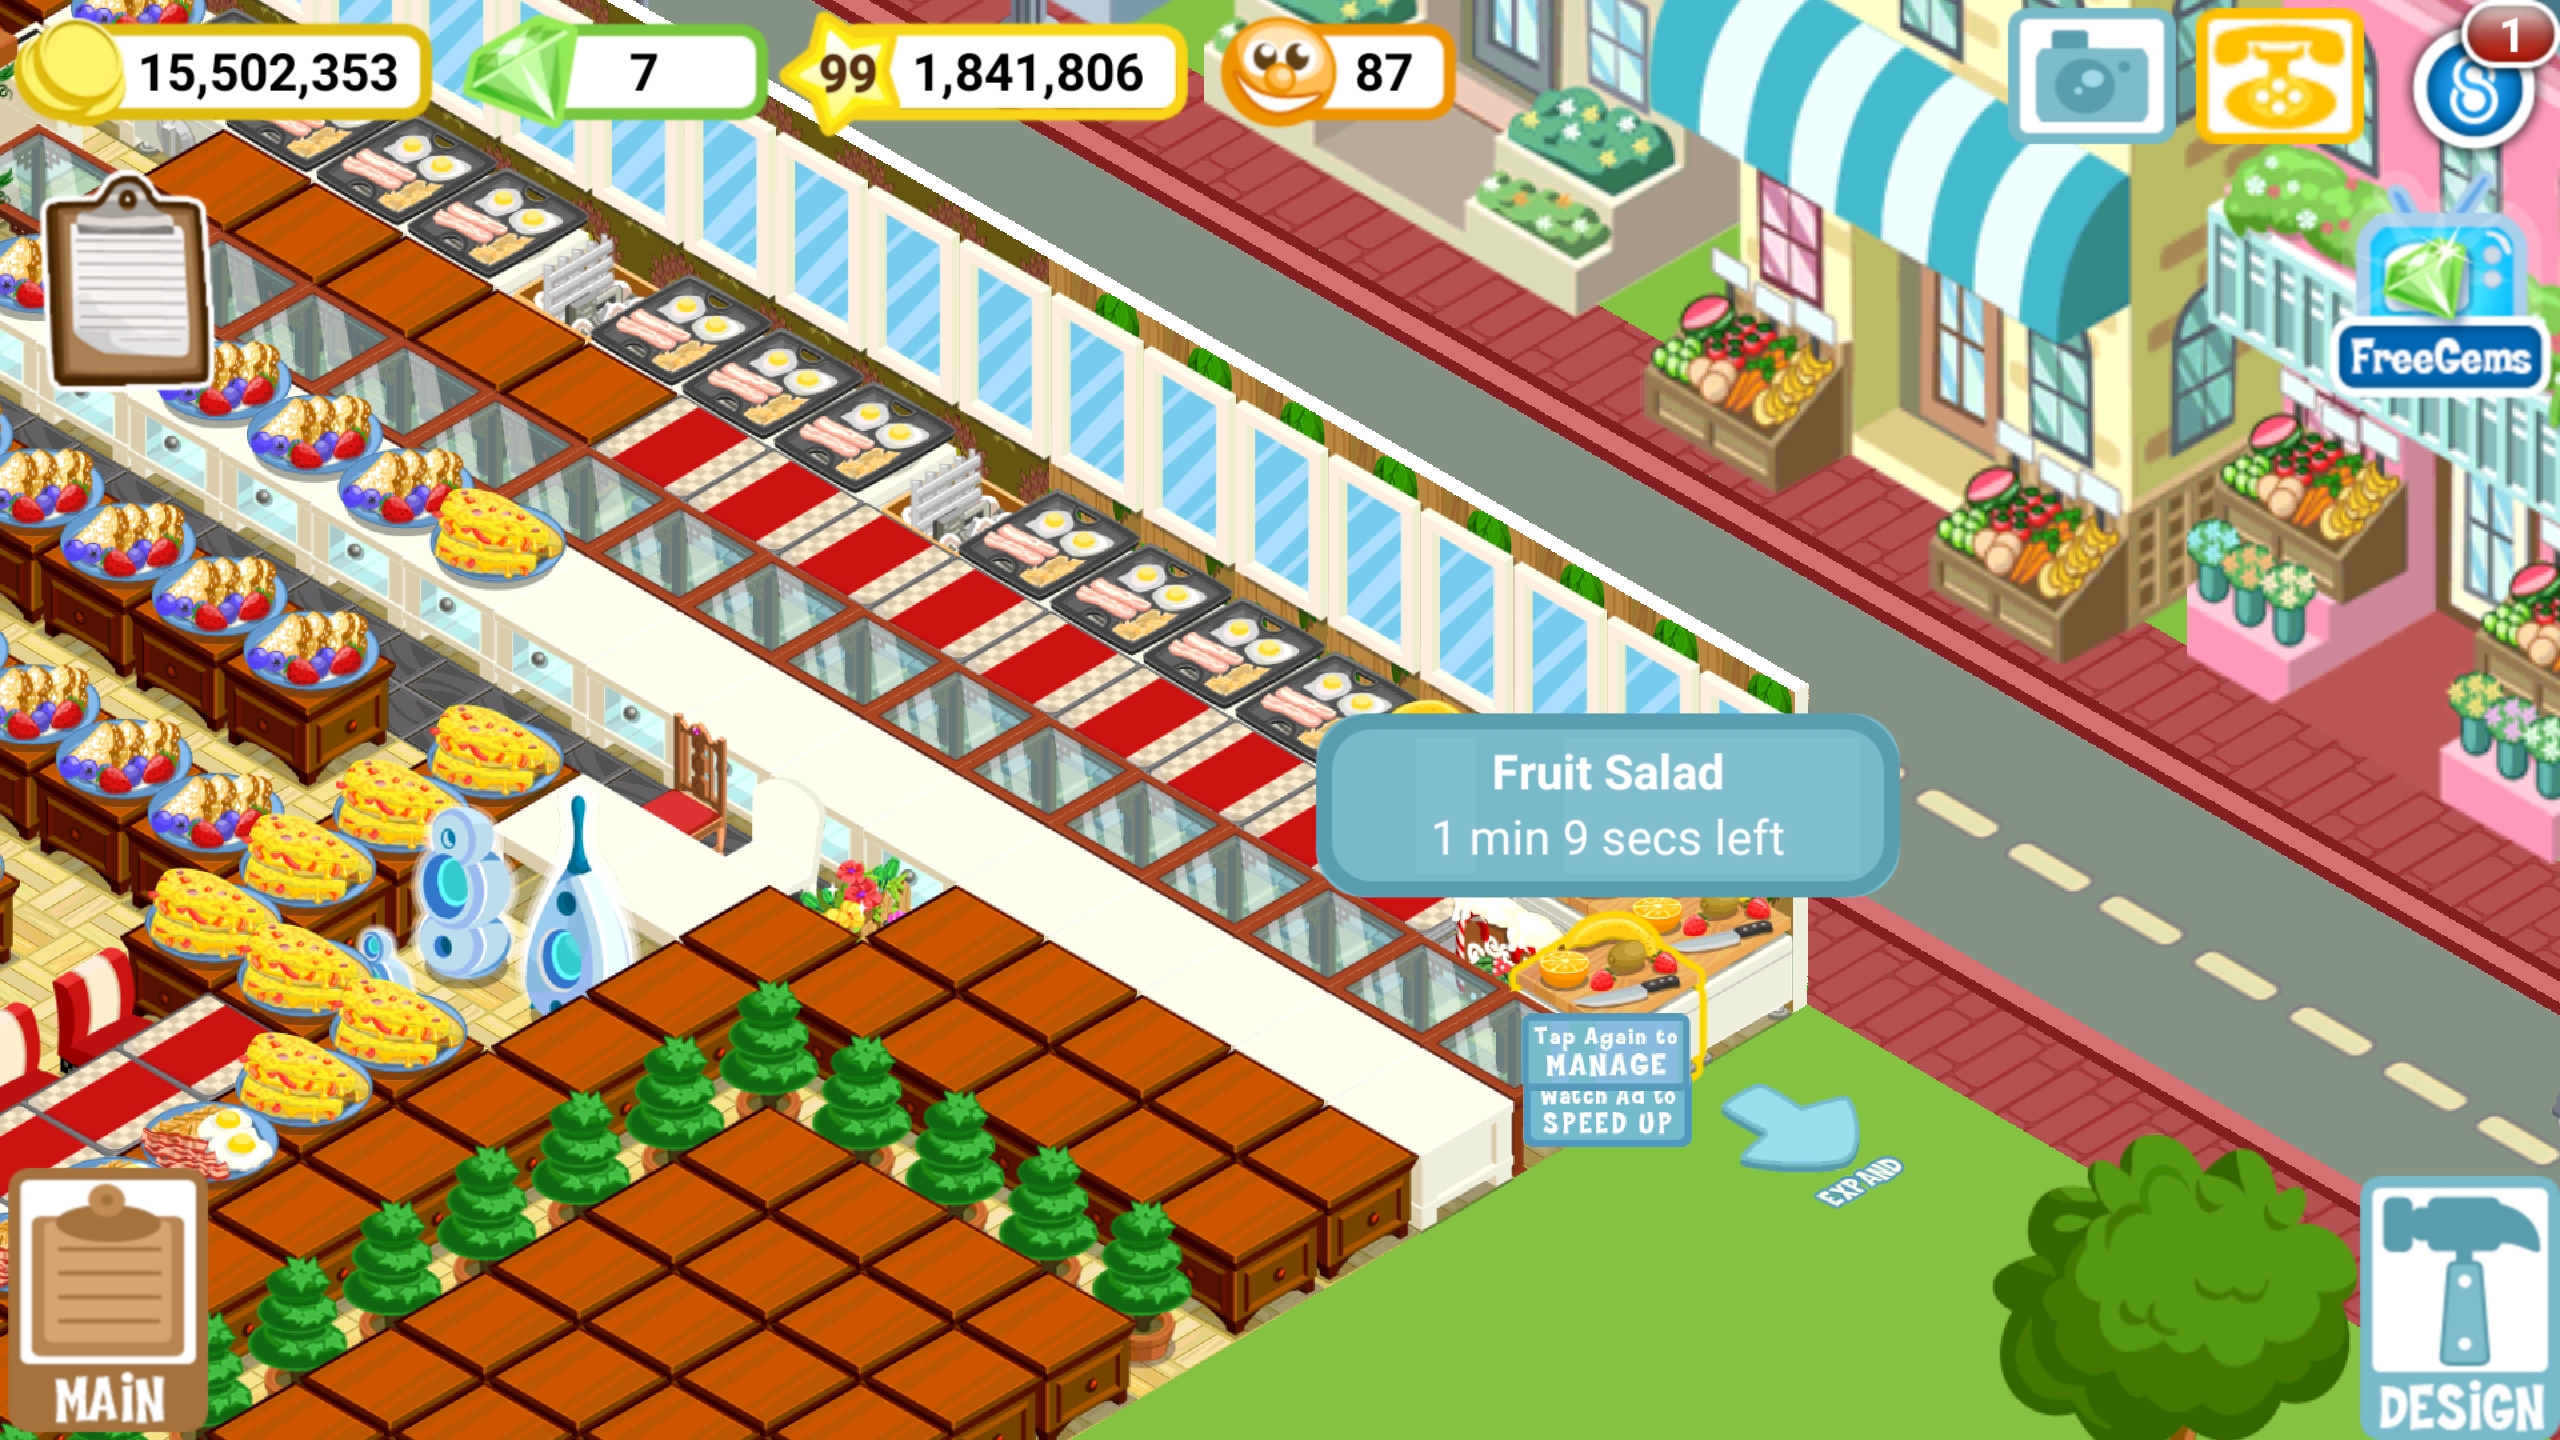 15,502,353
7
99
1,841,806
87
1
FreeGems
Fruit Salad
1 min 9 secs left
Tap Again to
MANAGE
Watch Ad to
SPEED UP
EXPAND
MAiN
DESiGN